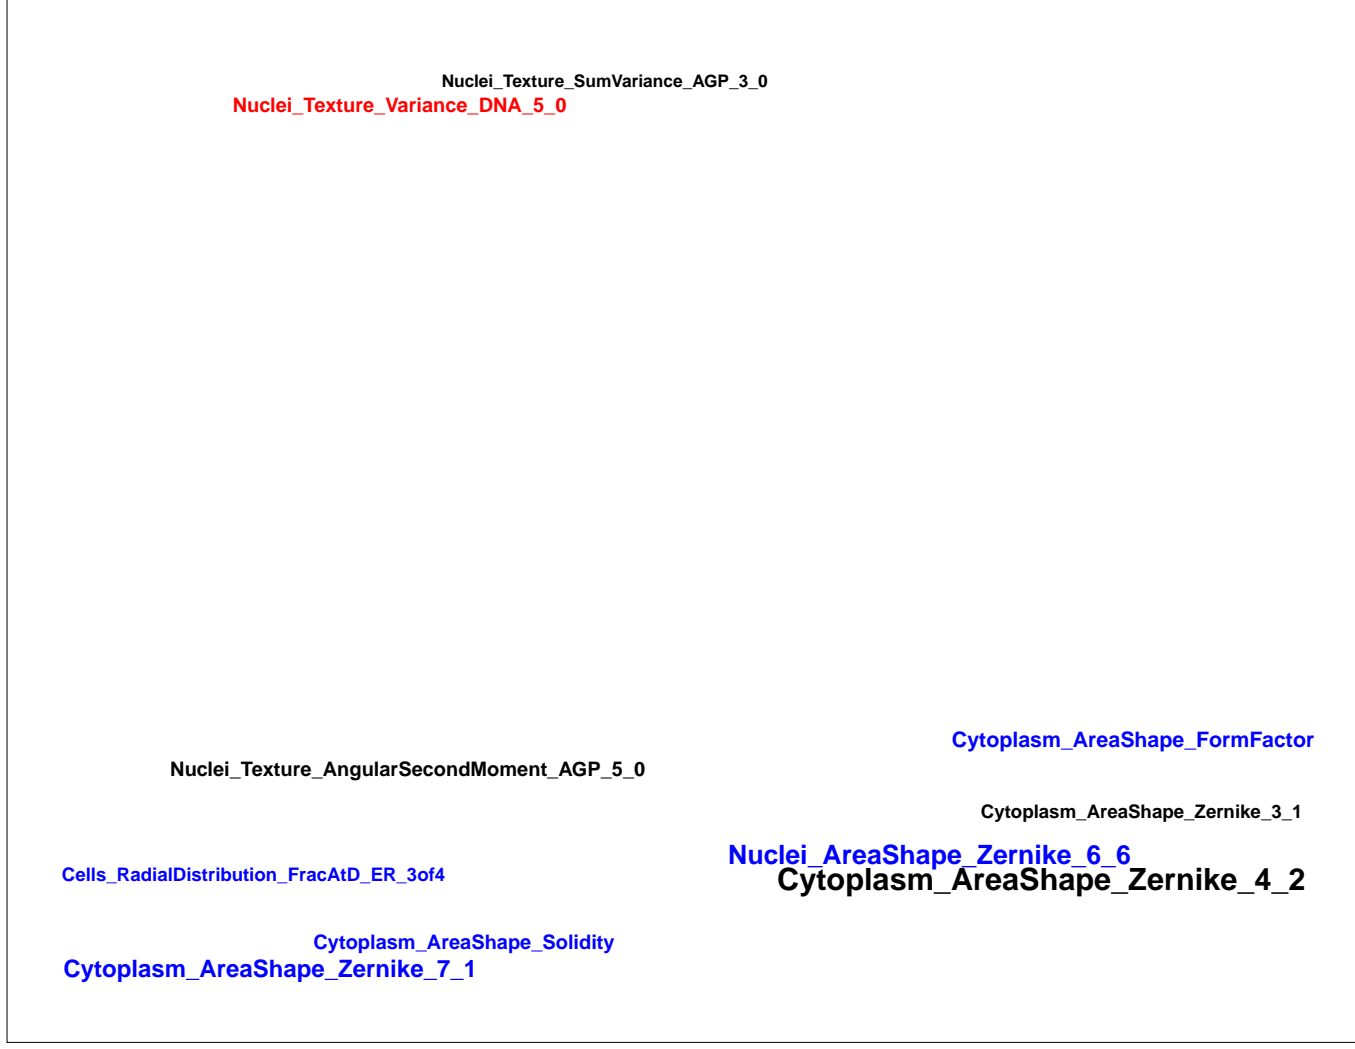 Nuclei_Texture_SumVariance_AGP_3_0
Nuclei_Texture_Variance_DNA_5_0
Cytoplasm_AreaShape_FormFactor
Nuclei_Texture_AngularSecondMoment_AGP_5_0
Cytoplasm_AreaShape_Zernike_3_1
Nuclei_AreaShape_Zernike_6_6
Cells_RadialDistribution_FracAtD_ER_3of4
Cytoplasm_AreaShape_Zernike_4_2
Cytoplasm_AreaShape_Solidity
Cytoplasm_AreaShape_Zernike_7_1